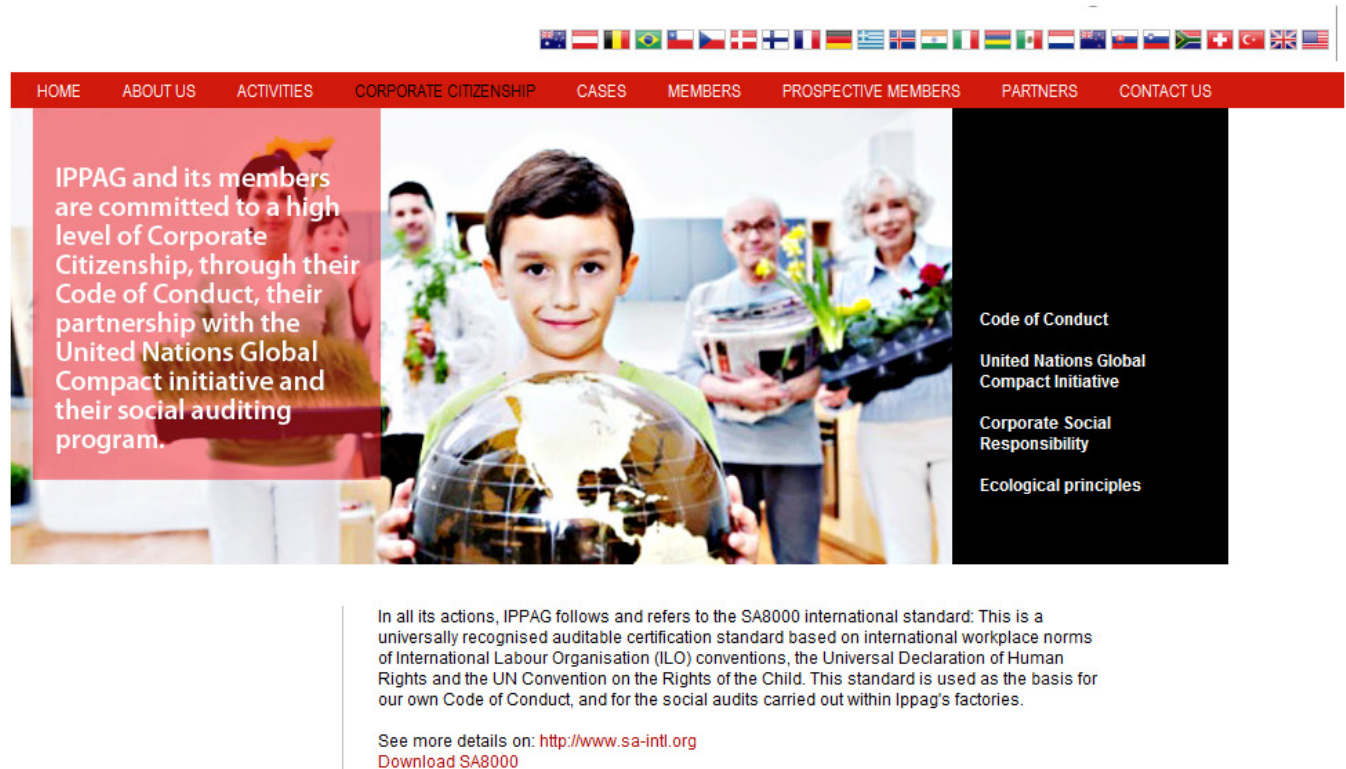 HOME ABOUT US ACTIVITIES CORPORATE CITIZENSHIP CASES MEMBERS PROSPECTIVE MEMBERS PARTNERS CONTACT US
IPPAG and its members
are committed to a high
level of Corporate
Citizenship, through their
Code of Conduct, their
partnership with the
United Nations Global
Compact initiative and
their social auditing
program.
Code of Conduct
United Nations Global
Compact Initiative
Corporate Social
Responsibility
Ecological principles
In all its actions, IPPAG follows and refers to the SA8000 international standard: This is a
universally recognised auditable certification standard based on international workplace norms
of International Labour Organisation (ILO) conventions, the Universal Declaration of Human
Rights and the UN Convention on the Rights of the Child. This standard is used as the basis for
our own Code of Conduct, and for the social audits carried out within Ippag's factories.
See more details on: http://www.sa-intl.org
Download SA8000